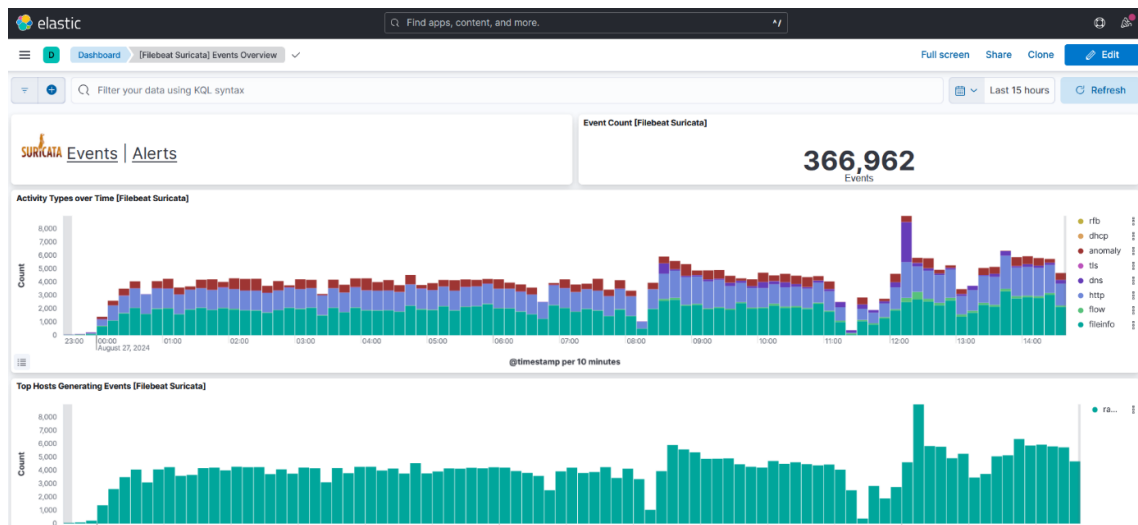 elastic
Find apps, content, and more.
^/
D
Dashboard
[Filebeat Suricata] Events Overview
Full screen
Share
Clone
Edit
Filter your data using KQL syntax
Last 15 hours
Refresh
SURICATA Events | Alerts
Event Count [Filebeat Suricata]
366,962
Events
Activity Types over Time [Filebeat Suricata]
Count
8,000
7,000
6,000
5,000
4,000
3,000
2,000
1,000
0
23:00
00:00
01:00
02:00
03:00
04:00
05:00
06:00
07:00
08:00
09:00
10:00
11:00
12:00
13:00
14:00
August 27, 2024
@timestamp per 10 minutes
rfb
dhcp
anomaly
tls
dns
http
flow
fileinfo
Top Hosts Generating Events [Filebeat Suricata]
Count
8,000
7,000
6,000
5,000
4,000
3,000
2,000
1,000
0
ra...